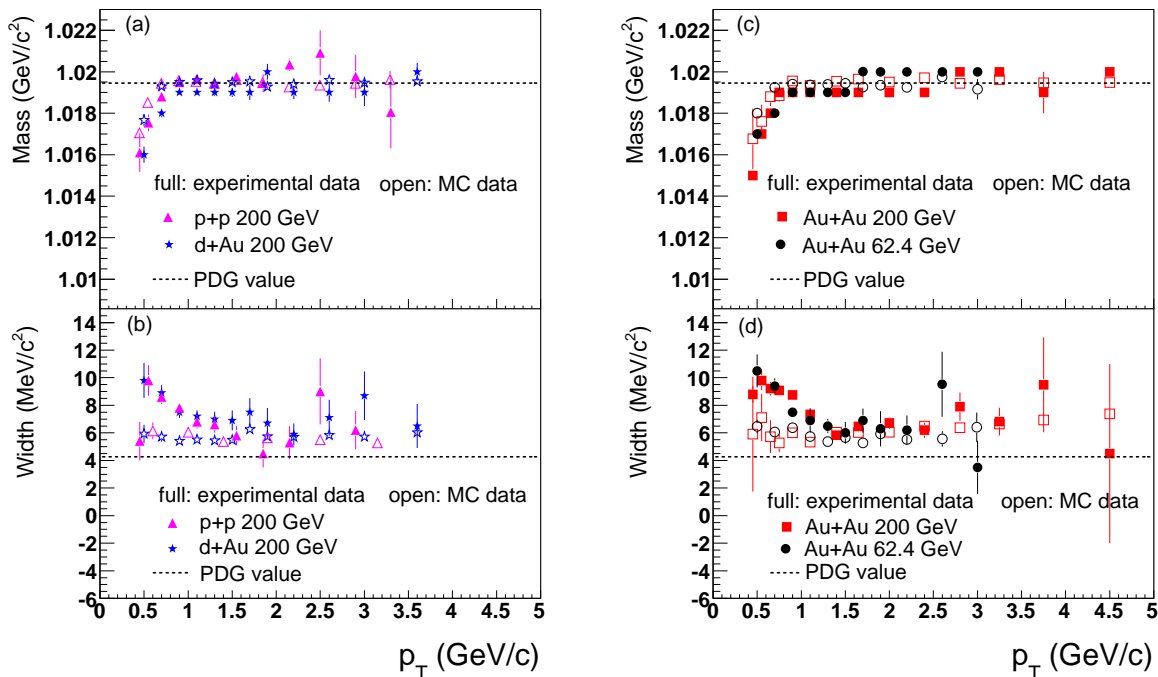 (a)
Mass (GeV/c²)
1.022
1.02
1.018
1.016
1.014
1.012
1.01
full: experimental data open: MC data
p+p 200 GeV
d+Au 200 GeV
PDG value
(b)
Width (MeV/c²)
14
12
10
8
6
4
2
0
-2
-4
-6
full: experimental data open: MC data
p+p 200 GeV
d+Au 200 GeV
PDG value
0 0.5 1 1.5 2 2.5 3 3.5 4 4.5 5
p_T (GeV/c)
(c)
Mass (GeV/c²)
1.022
1.02
1.018
1.016
1.014
1.012
1.01
full: experimental data open: MC data
Au+Au 200 GeV
Au+Au 62.4 GeV
PDG value
(d)
Width (MeV/c²)
14
12
10
8
6
4
2
0
-2
-4
-6
full: experimental data open: MC data
Au+Au 200 GeV
Au+Au 62.4 GeV
PDG value
0 0.5 1 1.5 2 2.5 3 3.5 4 4.5 5
p_T (GeV/c)